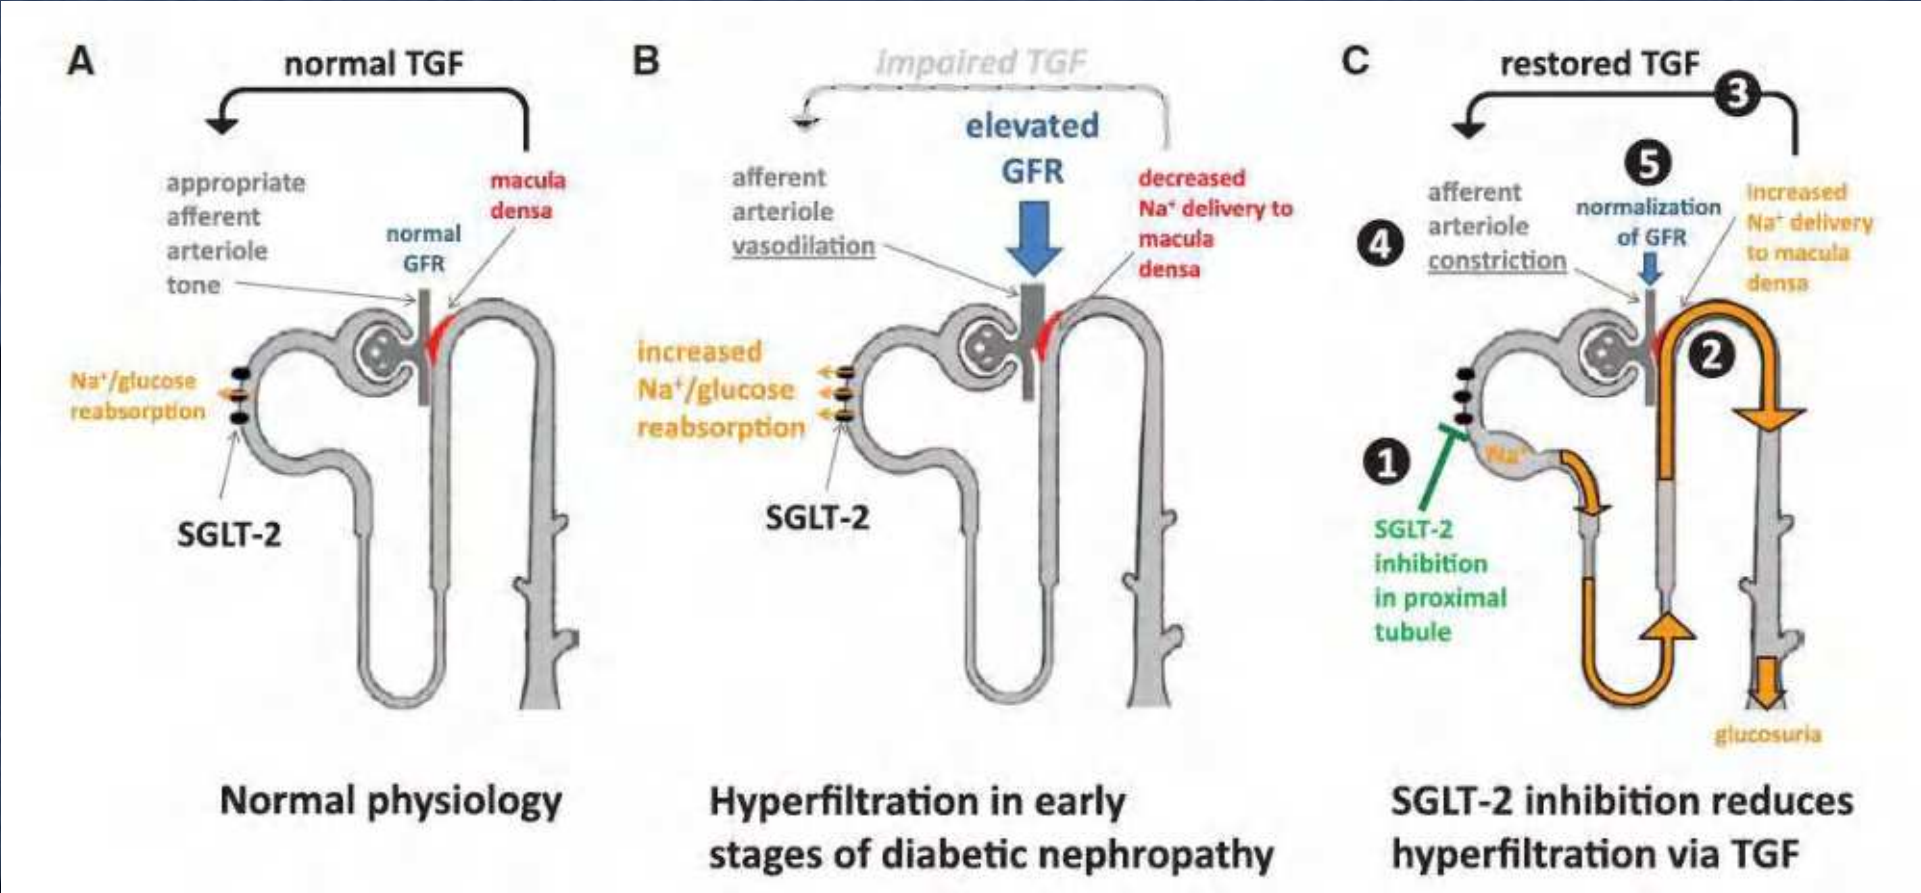 A
normal TGF
appropriate
afferent
arteriole
tone
normal
GFR
macula
densa
Na⁺/glucose
reabsorption
SGLT-2
Normal physiology
B
impaired TGF
elevated
GFR
afferent
arteriole
vasodilation
decreased
Na⁺ delivery to
macula
densa
increased
Na⁺/glucose
reabsorption
SGLT-2
Hyperfiltration in early
stages of diabetic nephropathy
C
restored TGF
3
5
normalization
of GFR
afferent
arteriole
constriction
4
increased
Na⁺ delivery
to macula
densa
2
1
Na⁺
SGLT-2
inhibition
in proximal
tubule
glucosuria
SGLT-2 inhibition reduces
hyperfiltration via TGF